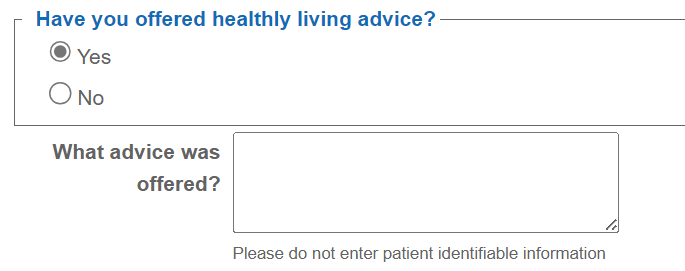 Have you offered healthly living advice?
Yes
No
What advice was
offered?
Please do not enter patient identifiable information